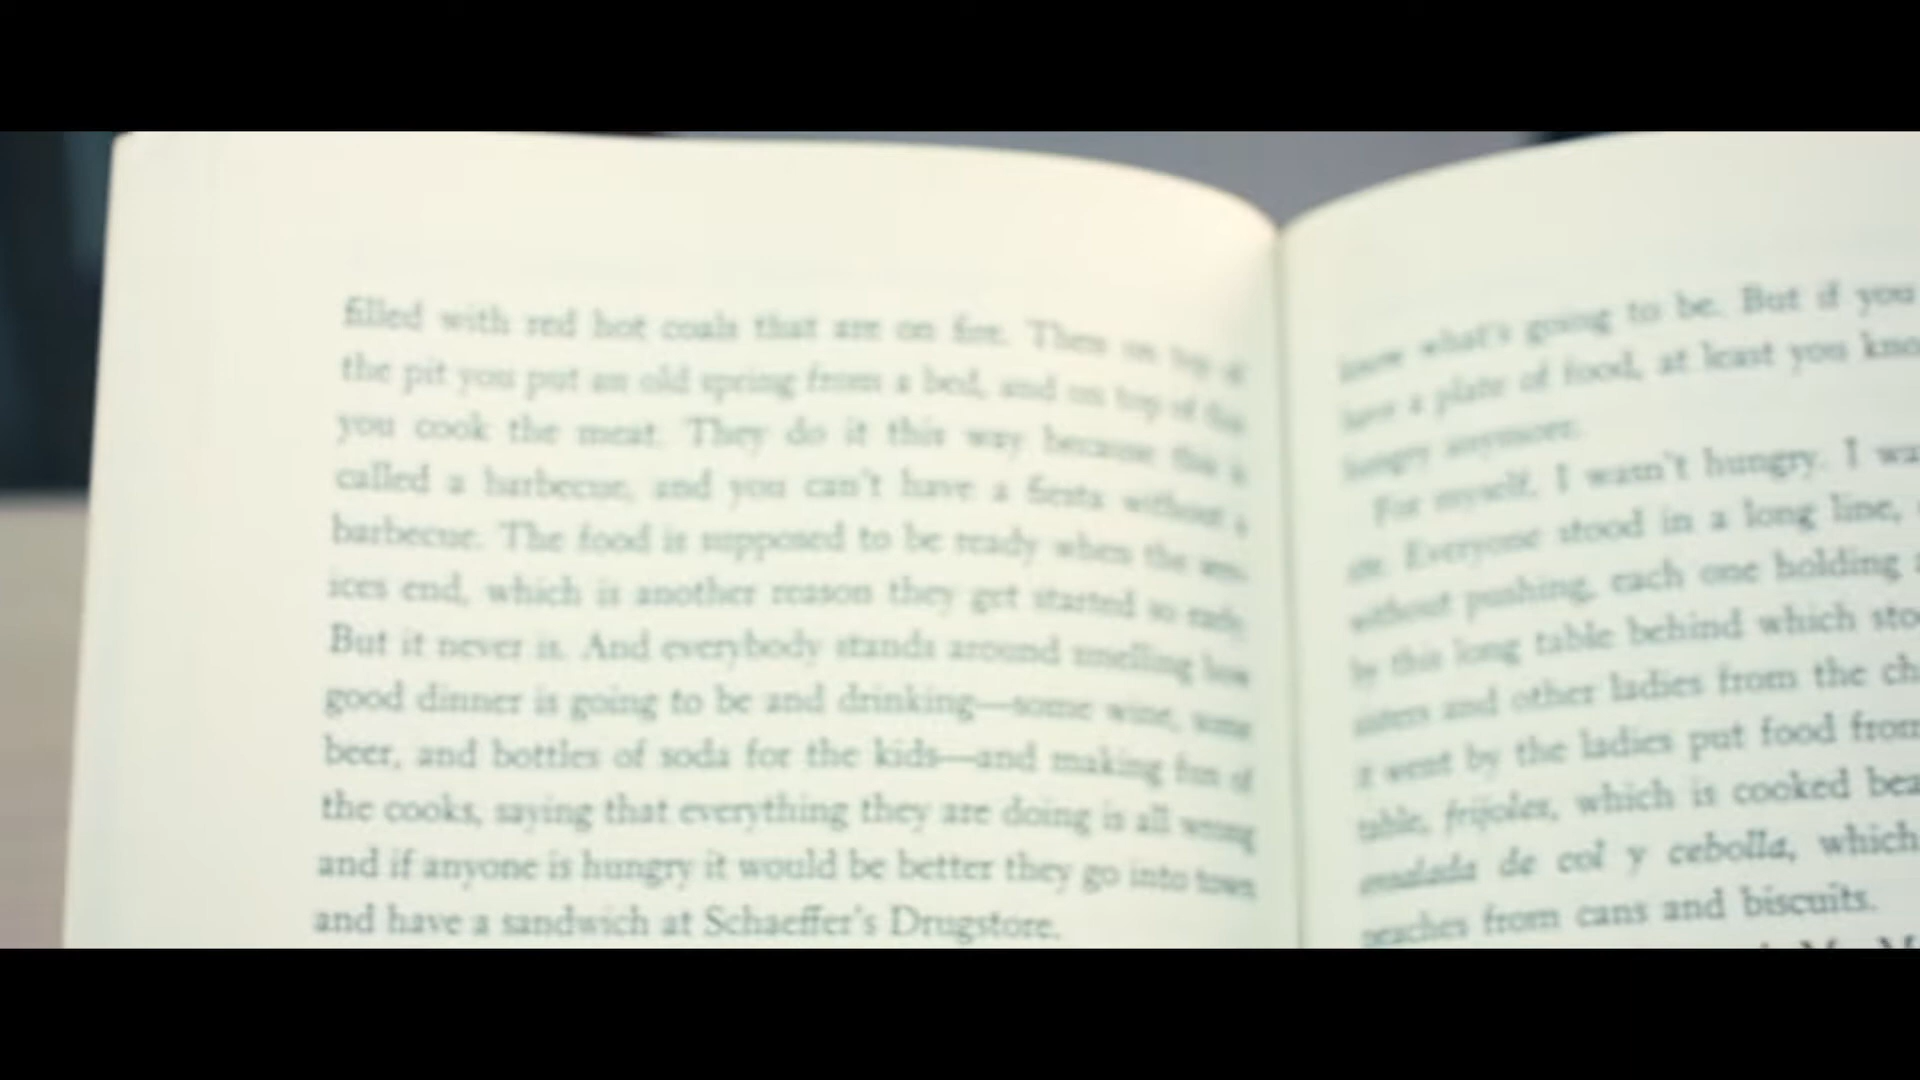 filled with red hot coals that are on fire. Then on top of
the pit you put an old spring from a bed, and on top of this
you cook the meat. They do it this way because this is
called a barbecue, and you can't have a fiesta without a
barbecue. The food is supposed to be ready when the serv-
ices end, which is another reason they get started so early.
But it never is. And everybody stands around smelling how
good dinner is going to be and drinking—some wine, some
beer, and bottles of soda for the kids—and making fun of
the cooks, saying that everything they are doing is all wrong
and if anyone is hungry it would be better they go into town
and have a sandwich at Schaeffer's Drugstore.
know what's going to be. But if you
have a plate of food, at least you
hungry anymore.
For myself, I wasn't hungry. I
Everyone stood in a long line,
without pushing, each one holding
by this long table behind which
sisters and other ladies from the
it went by the ladies put food from
table, frijoles, which is cooked
ensalada de col y cebolla, which
peaches from cans and biscuits.